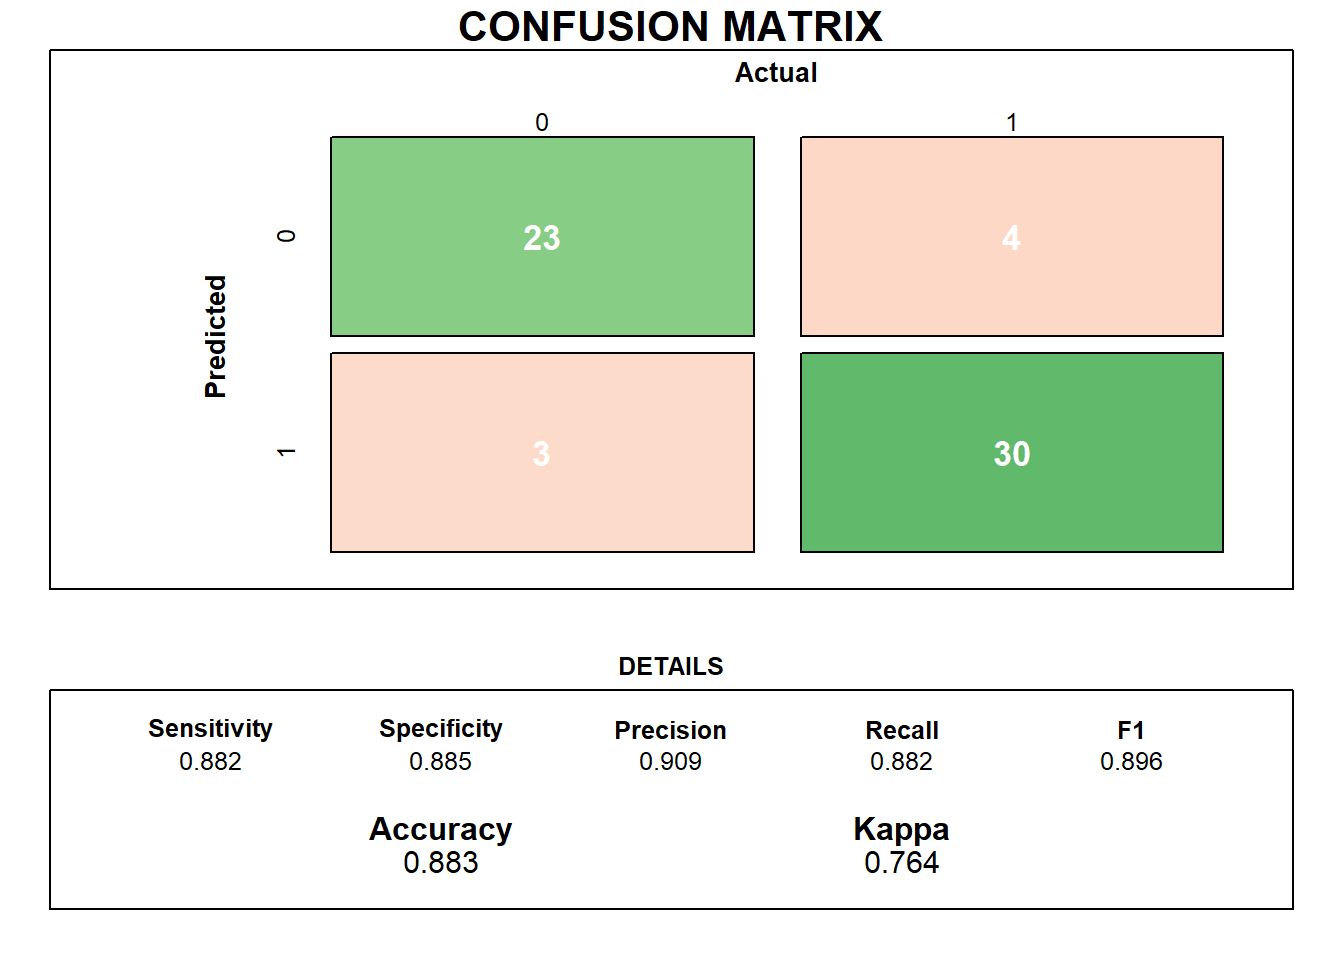 CONFUSION MATRIX
Actual
0 1
0
23 4
Predicted
1
3 30
DETAILS
Sensitivity Specificity Precision Recall F1
0.882 0.885 0.909 0.882 0.896
Accuracy Kappa
0.883 0.764